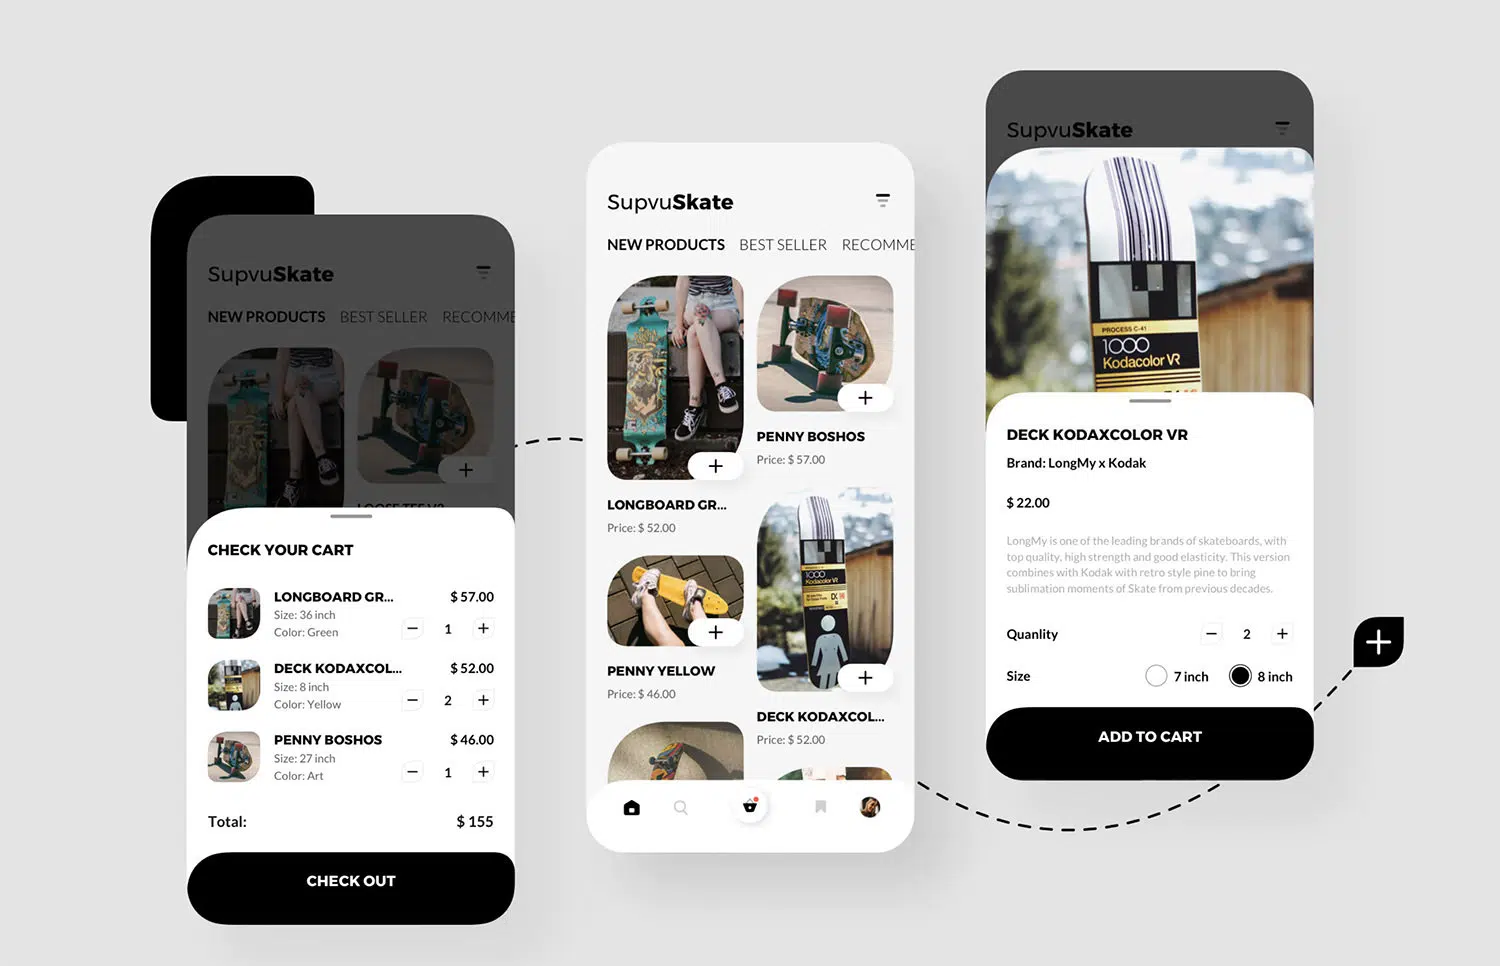 SupvuSkate
NEW PRODUCTS BEST SELLER RECOMME
CHECK YOUR CART
LONGBOARD GR... $ 57.00
Size: 36 inch
Color: Green
1
DECK KODAXCOL... $ 52.00
Size: 8 inch
Color: Yellow
2
PENNY BOSHOS $ 46.00
Size: 27 inch
Color: Art
1
Total: $ 155
CHECK OUT
SupvuSkate
NEW PRODUCTS BEST SELLER RECOMME
LONGBOARD GR...
Price: $ 52.00
PENNY YELLOW
Price: $ 46.00
PENNY BOSHOS
Price: $ 57.00
1000
Kodacolor VR
DECK KODAXCOL...
Price: $ 52.00
SupvuSkate
PROCESS C-41
1000
Kodacolor VR
DECK KODAXCOLOR VR
Brand: LongMy x Kodak
$ 22.00
LongMy is one of the leading brands of skateboards, with
top quality, high strength and good elasticity. This version
combines with Kodak with retro style pine to bring
sublimation moments of Skate from previous decades.
Quanlity 2
Size 7 inch 8 inch
ADD TO CART